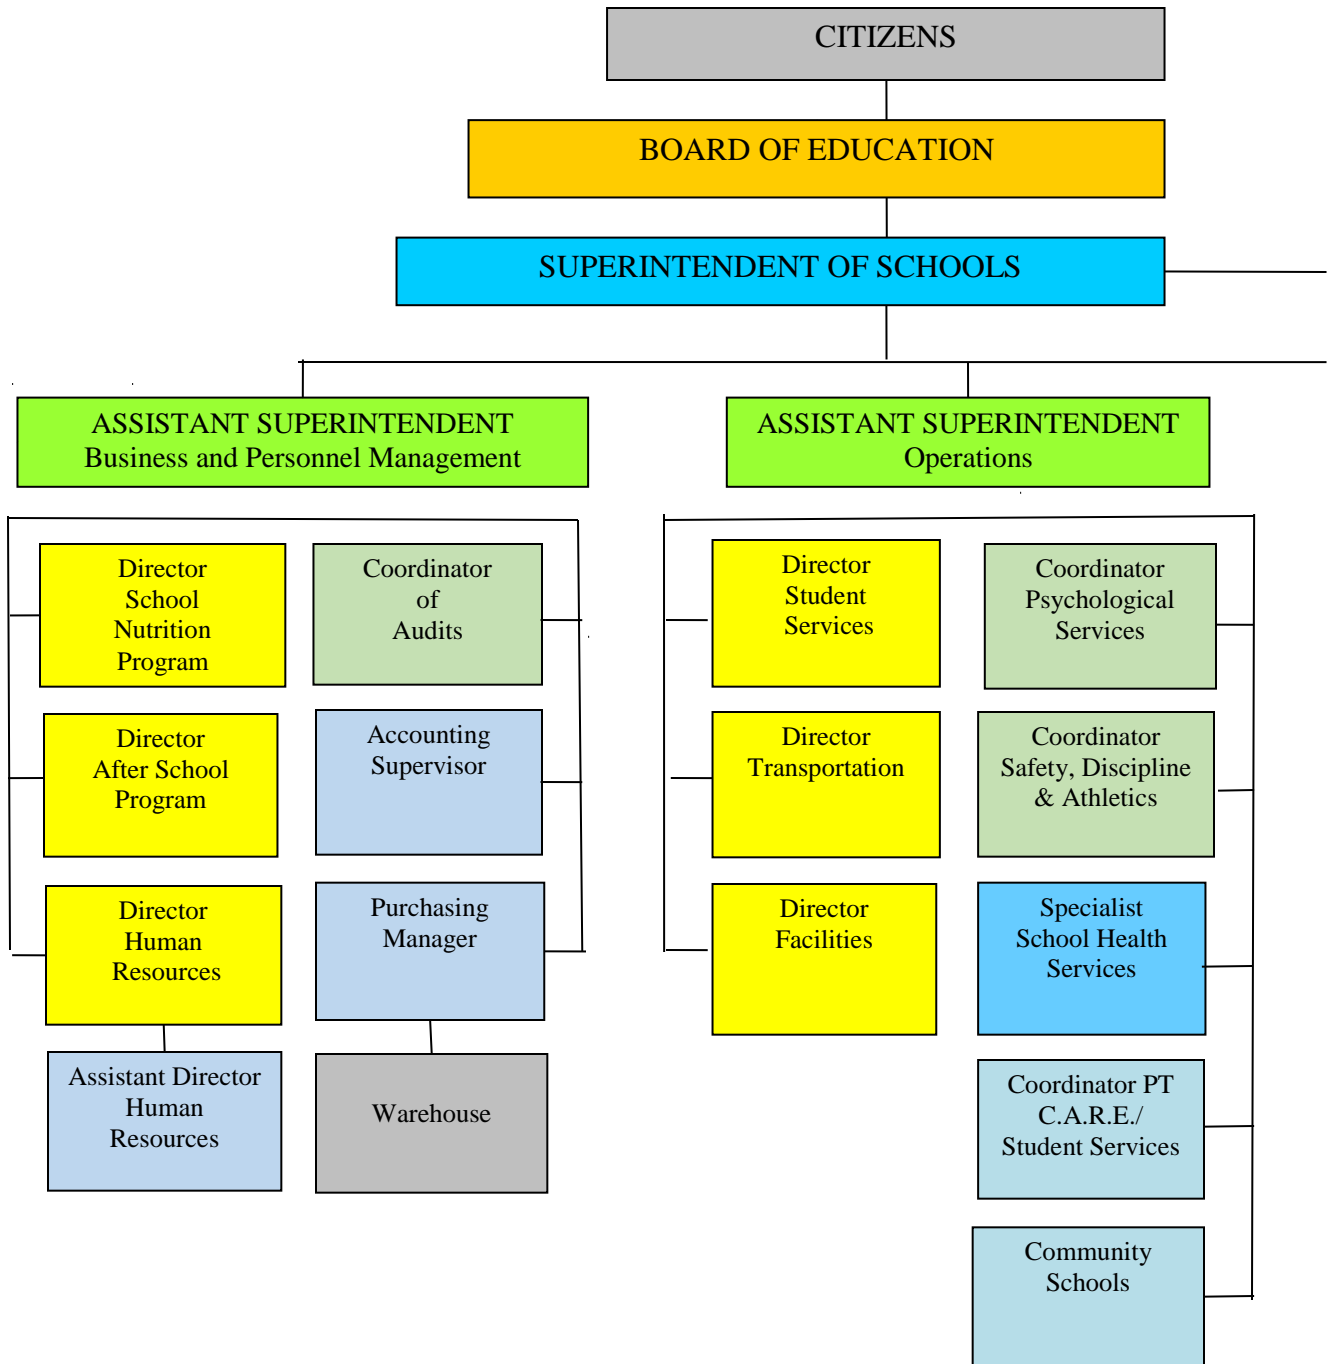 CITIZENS
BOARD OF EDUCATION
SUPERINTENDENT OF SCHOOLS
ASSISTANT SUPERINTENDENT
Business and Personnel Management
ASSISTANT SUPERINTENDENT
Operations
Director
School
Nutrition
Program
Coordinator
of
Audits
Director
After School
Program
Accounting
Supervisor
Director
Human
Resources
Purchasing
Manager
Assistant Director
Human
Resources
Warehouse
Director
Student
Services
Coordinator
Psychological
Services
Director
Transportation
Coordinator
Safety, Discipline
& Athletics
Director
Facilities
Specialist
School Health
Services
Coordinator PT
C.A.R.E./
Student Services
Community
Schools